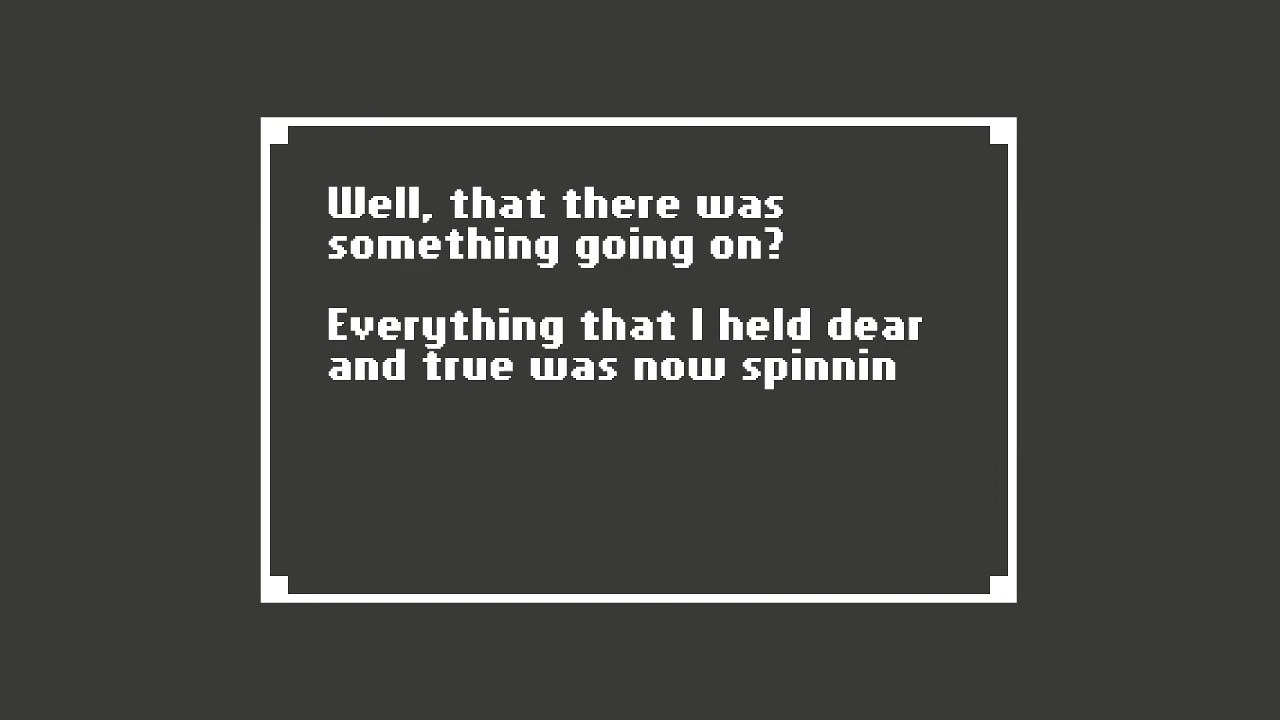 Well, that there was
something going on?
Everything that I held dear
and true was now spinnin